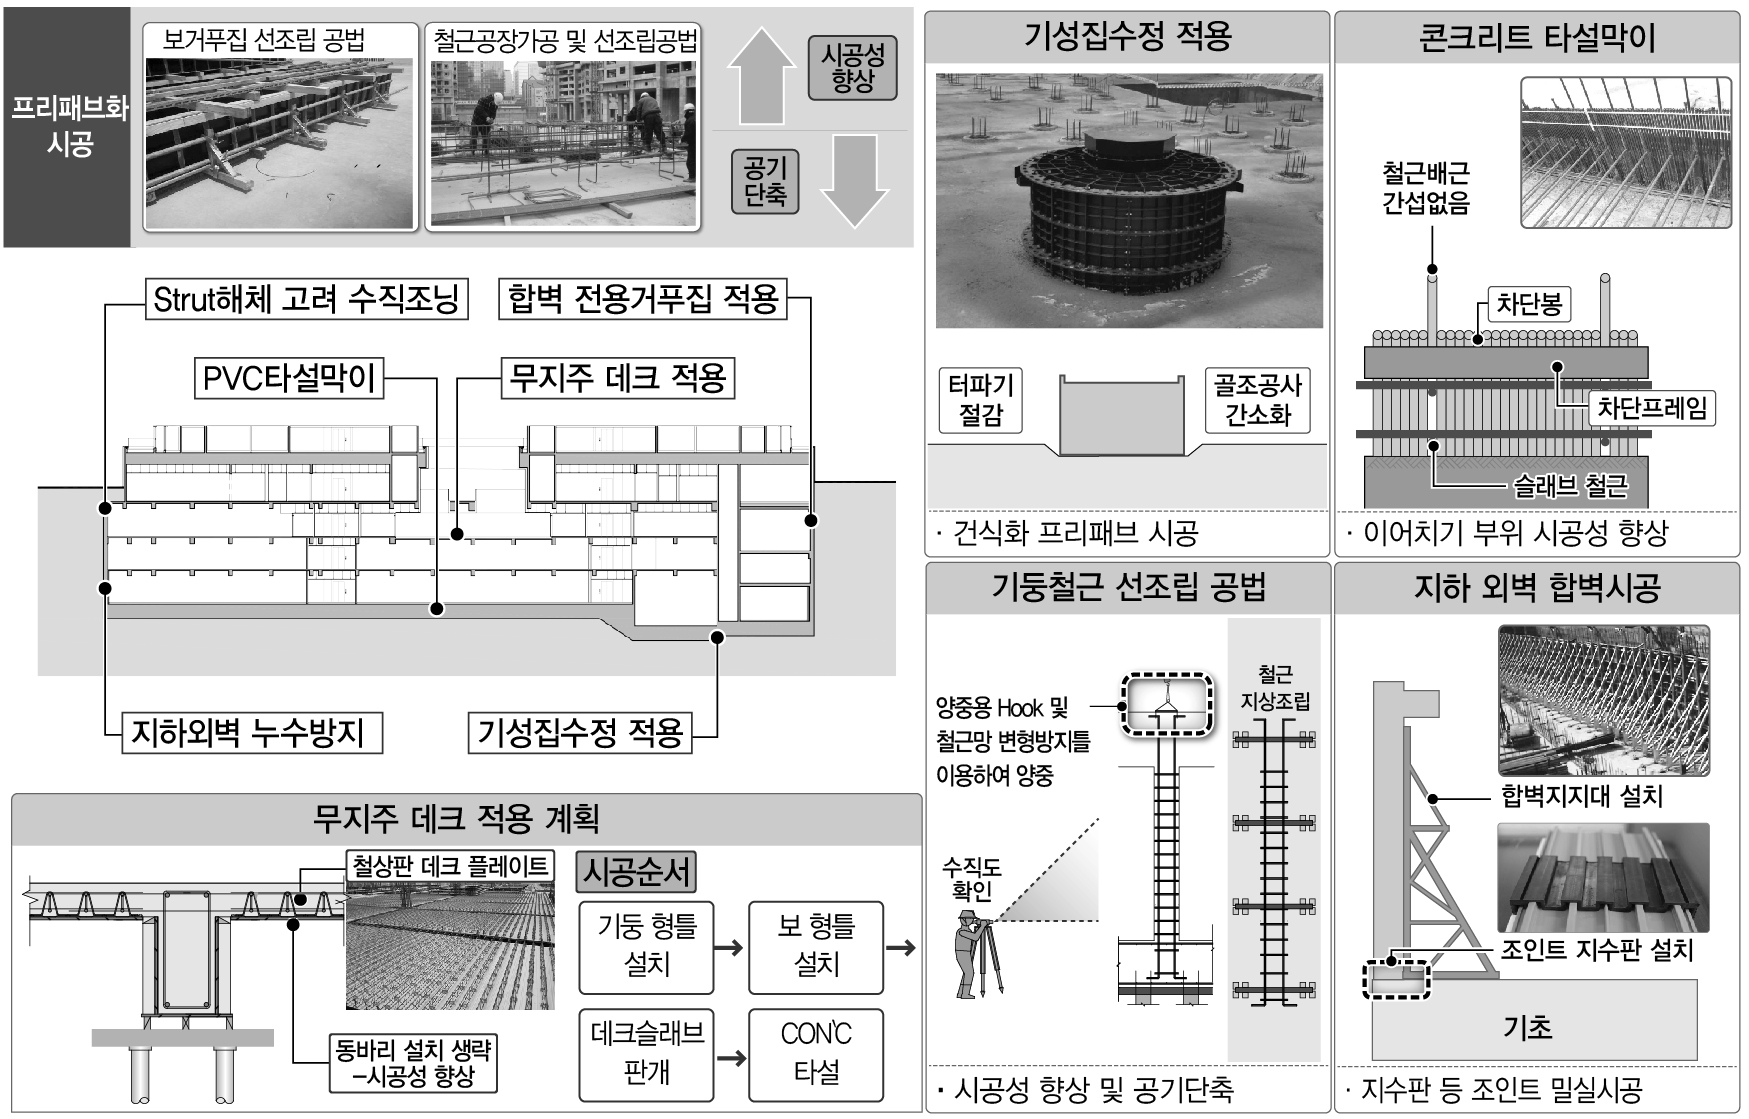 프리패브화
시공
보거푸집 선조립 공법
철근공장가공 및 선조립공법
시공성
향상
공기
단축
Strut해체 고려 수직조닝
합벽 전용거푸집 적용
PVC타설막이
무지주 데크 적용
지하외벽 누수방지
기성집수정 적용
무지주 데크 적용 계획
철상판 데크 플레이트
동바리 설치 생략
-시공성 향상
시공순서
기둥 형틀
설치
보 형틀
설치
데크슬래브
판개
CON'C
타설
기성집수정 적용
터파기
절감
골조공사
간소화
· 건식화 프리패브 시공
콘크리트 타설막이
철근배근
간섭없음
차단봉
차단프레임
슬래브 철근
· 이어치기 부위 시공성 향상
기둥철근 선조립 공법
양중용 Hook 및
철근망 변형방지틀
이용하여 양중
철근
지상조립
수직도
확인
· 시공성 향상 및 공기단축
지하 외벽 합벽시공
합벽지지대 설치
조인트 지수판 설치
기초
· 지수판 등 조인트 밀실시공